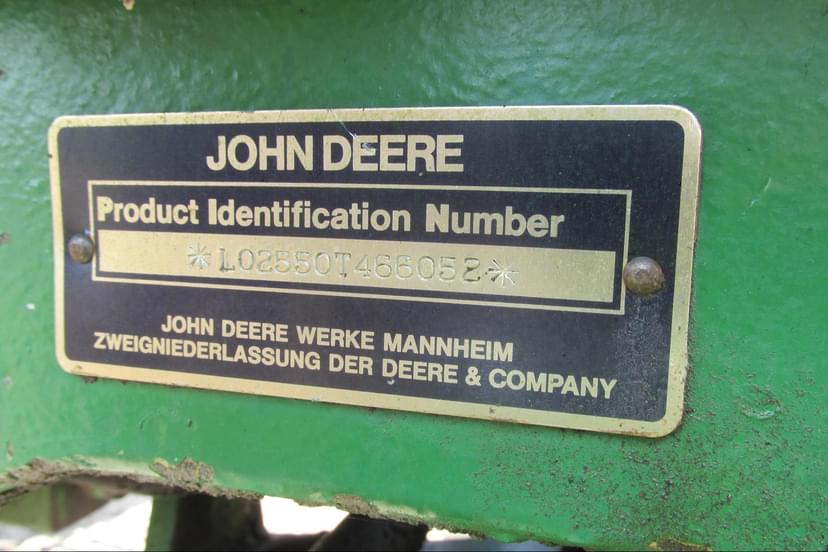 JOHN DEERE
Product Identification Number
*L02550T466052*
JOHN DEERE WERKE MANNHEIM
ZWEIGNIEDERLASSUNG DER DEERE & COMPANY